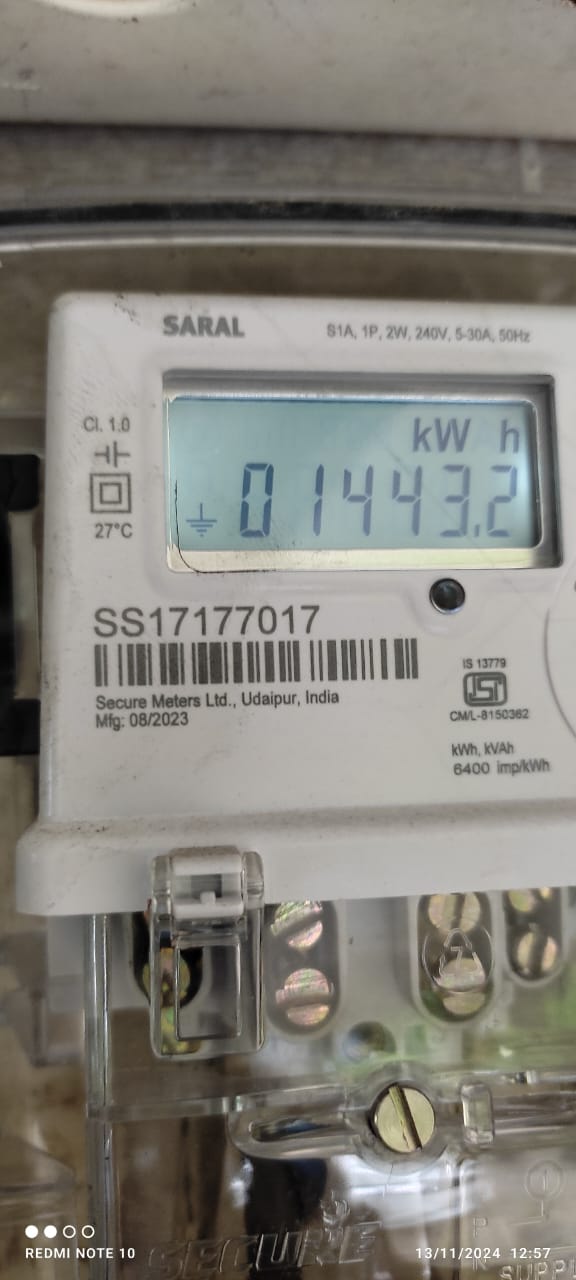 SARAL
S1A, 1P, 2W, 240V, 5-30A, 50Hz
Cl. 1.0
27°C
kW h
01443.2
SS17177017
Secure Meters Ltd., Udaipur, India
Mfg: 08/2023
IS 13779
ISI
CM/L-8150362
kWh, kVAh
6400 imp/kWh
SECURE
P
N
REDMI NOTE 10
13/11/2024 12:57